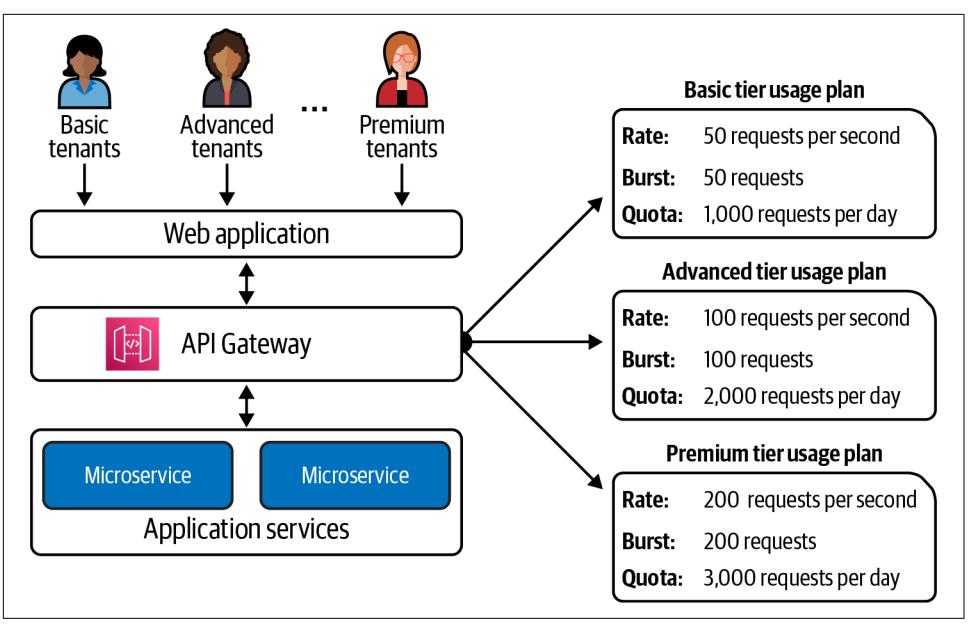 Basic
tenants
Advanced
tenants
...
Premium
tenants
Web application
</>
API Gateway
Microservice
Microservice
Application services
Basic tier usage plan
Rate: 50 requests per second
Burst: 50 requests
Quota: 1,000 requests per day
Advanced tier usage plan
Rate: 100 requests per second
Burst: 100 requests
Quota: 2,000 requests per day
Premium tier usage plan
Rate: 200 requests per second
Burst: 200 requests
Quota: 3,000 requests per day